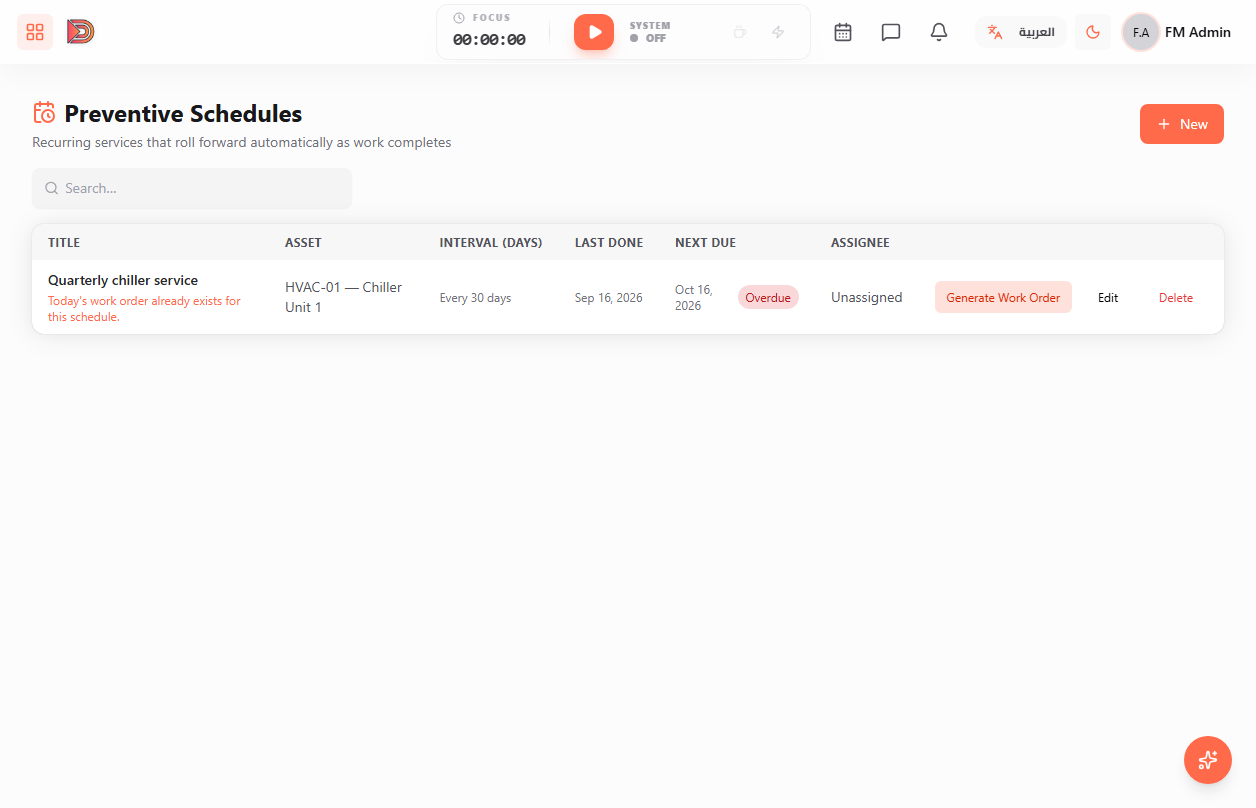 FOCUS
00:00:00
SYSTEM
OFF
العربية
F.A
FM Admin
Preventive Schedules
Recurring services that roll forward automatically as work completes
New
Search...
TITLE
ASSET
INTERVAL (DAYS)
LAST DONE
NEXT DUE
ASSIGNEE
Quarterly chiller service
Today's work order already exists for
this schedule.
HVAC-01 — Chiller
Unit 1
Every 30 days
Sep 16, 2026
Oct 16,
2026
Overdue
Unassigned
Generate Work Order
Edit
Delete